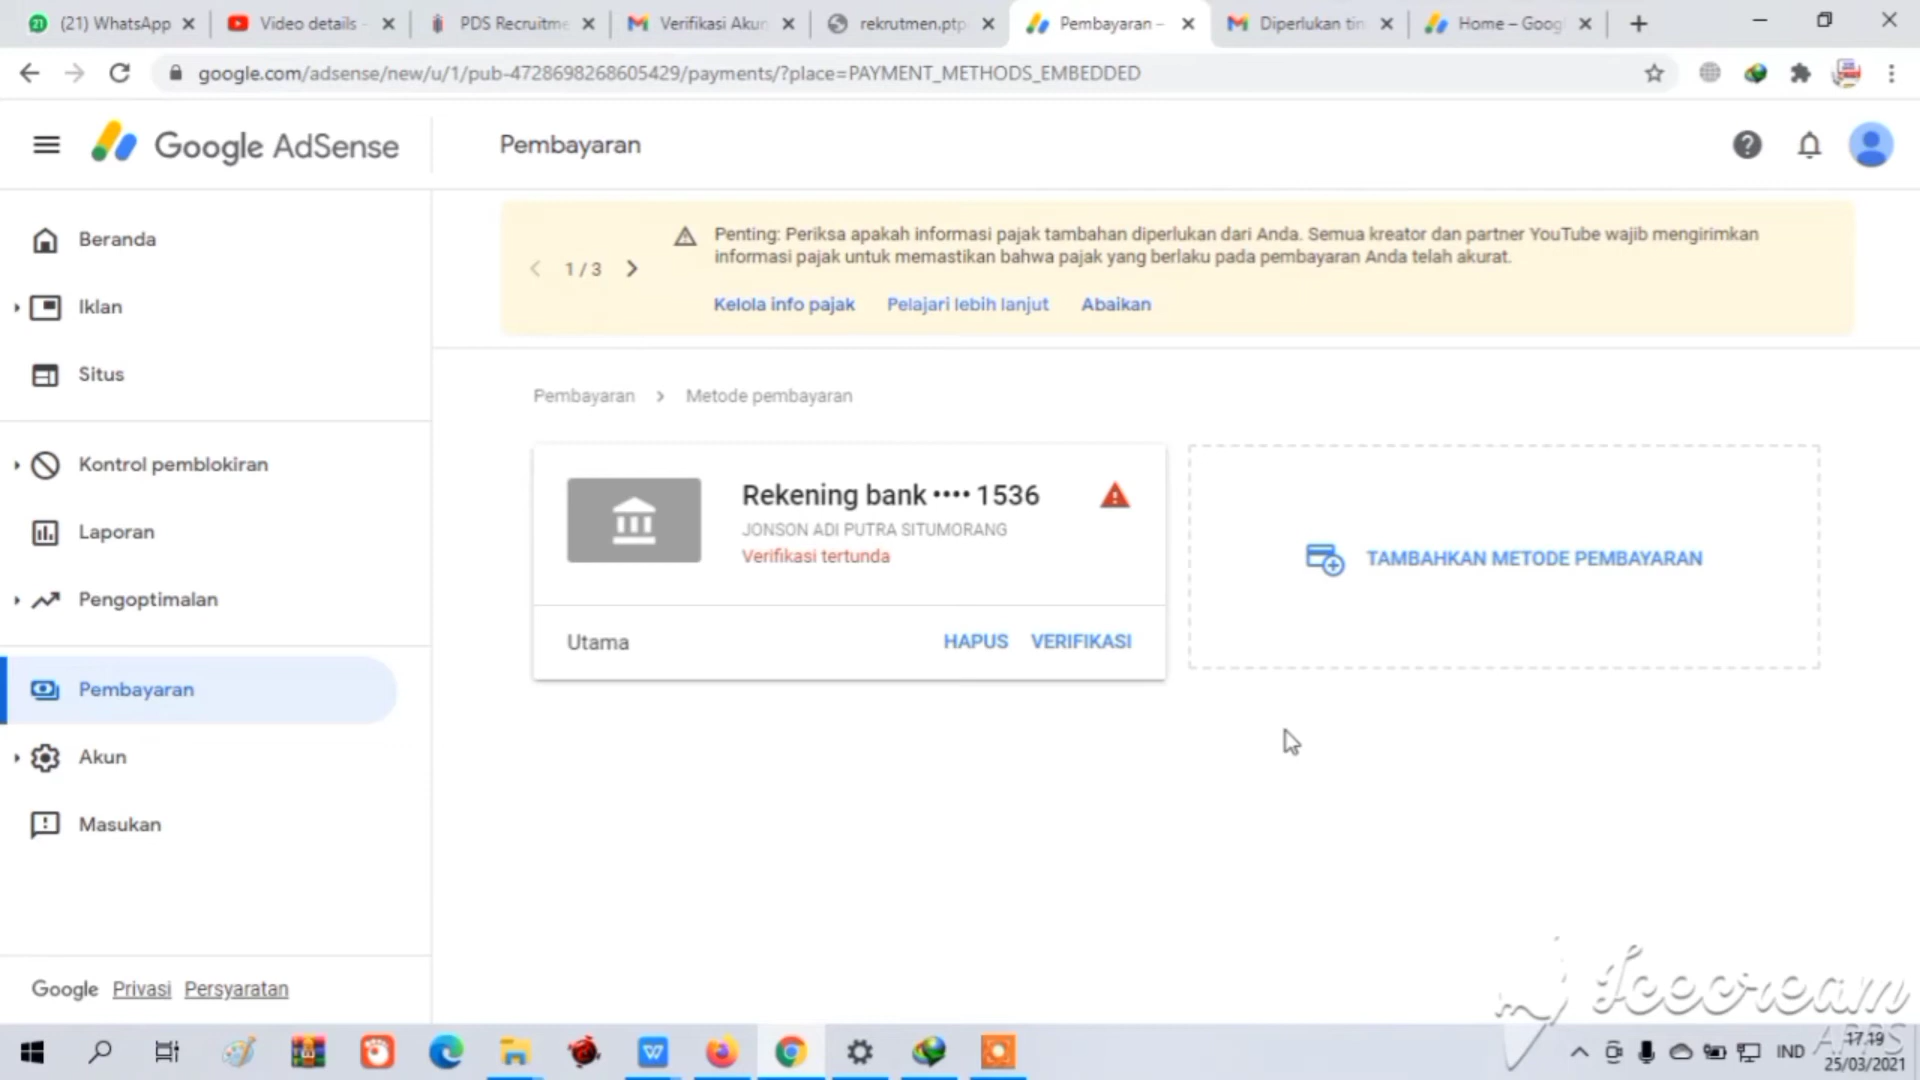 (21) WhatsApp
Video details -
PDS Recruitme
Verifikasi Akun
rekrutmen.ptp
Pembayaran –
Diperlukan tin
Home – Goog
google.com/adsense/new/u/1/pub-4728698268605429/payments/?place=PAYMENT_METHODS_EMBEDDED
Google AdSense
Pembayaran
Beranda
Iklan
Situs
Kontrol pemblokiran
Laporan
Pengoptimalan
Pembayaran
Akun
Masukan
Google Privasi Persyaratan
1 / 3
Penting: Periksa apakah informasi pajak tambahan diperlukan dari Anda. Semua kreator dan partner YouTube wajib mengirimkan
informasi pajak untuk memastikan bahwa pajak yang berlaku pada pembayaran Anda telah akurat.
Kelola info pajak Pelajari lebih lanjut Abaikan
Pembayaran > Metode pembayaran
Rekening bank •••• 1536
JONSON ADI PUTRA SITUMORANG
Verifikasi tertunda
Utama HAPUS VERIFIKASI
TAMBAHKAN METODE PEMBAYARAN
Icecream
APPS
IND
17.19
25/03/2021